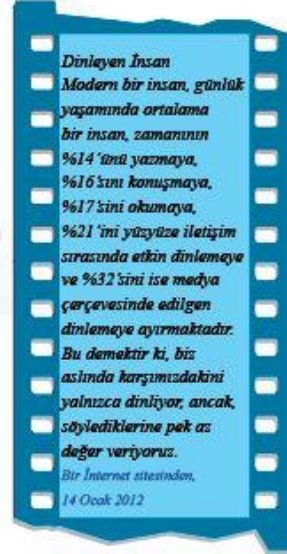 Dinleyen İnsan
Modern bir insan, günlük
yaşamında ortalama
bir insan, zamanının
%14'ünü yazmaya,
%16'sını konuşmaya,
%17'sini okumaya,
%21'ini yüzyüze iletişim
sırasında etkin dinlemeye
ve %32'sini ise medya
çerçevesinde edilgen
dinlemeye ayırmaktadır.
Bu demektir ki, biz
aslında karşımızdakini
yalnızca dinliyor, ancak,
söylediklerine pek az
değer veriyoruz.
Bir İnternet sitesinden,
14 Ocak 2012